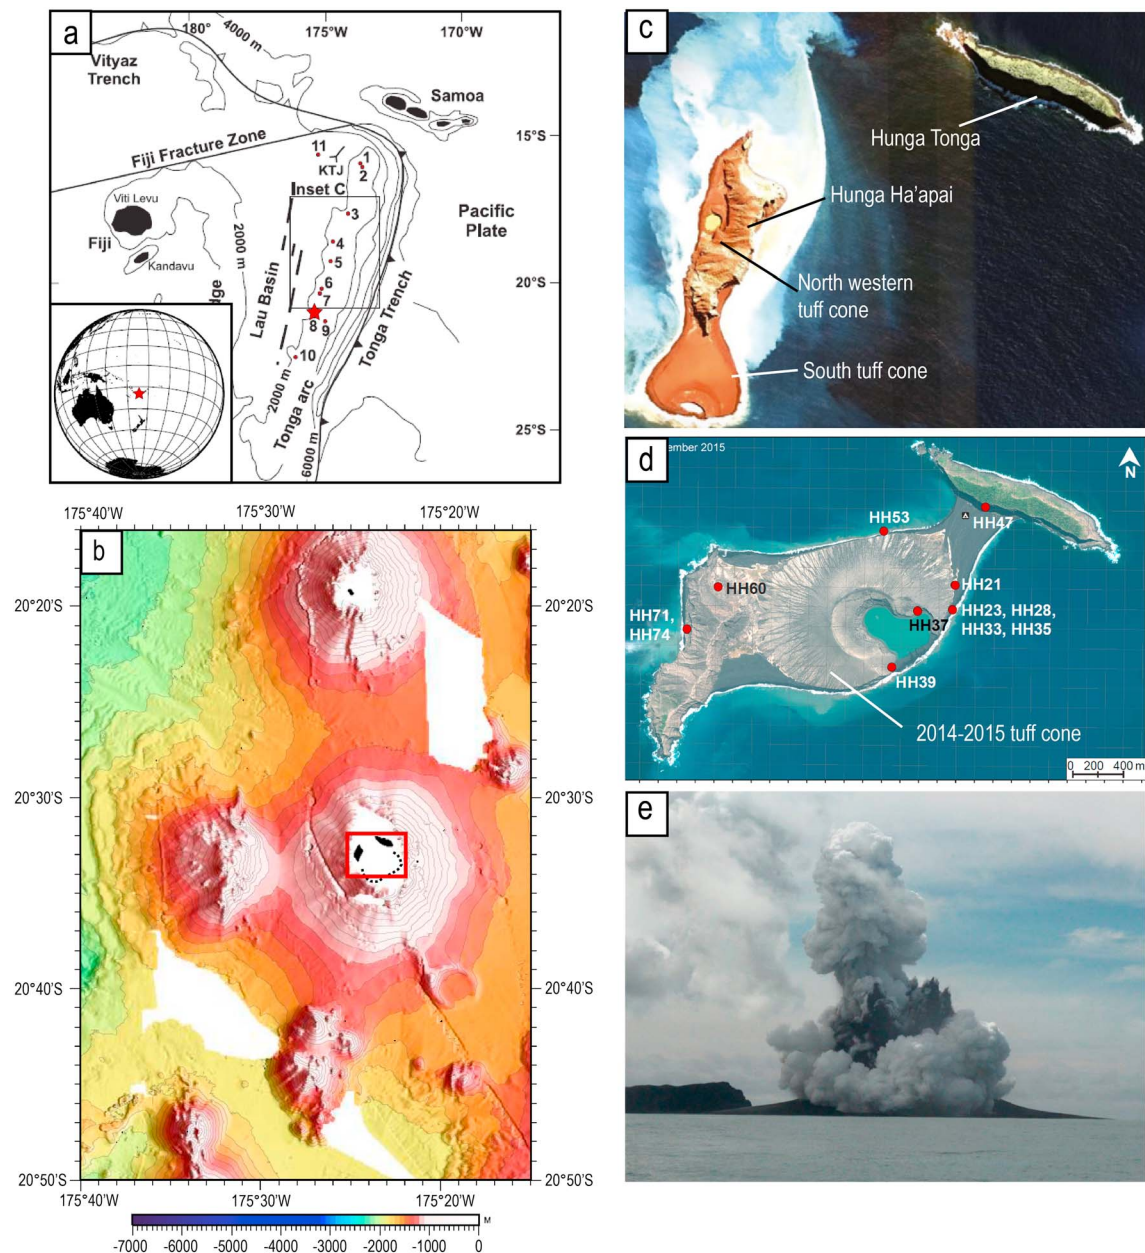 a
180°
175°W
170°W
4000 m
Vityaz
Trench
Samoa
15°S
Fiji Fracture Zone
11
KTJ
1
2
Inset C
Viti Levu
Fiji
Kandavu
2000 m
Pacific
Plate
3
4
5
20°S
dge
Lau Basin
6
7
8
9
10
Tonga Trench
2000 m
Tonga arc
6000 m
25°S
b
175°40'W
175°30'W
175°20'W
20°20'S
20°20'S
20°30'S
20°30'S
20°40'S
20°40'S
20°50'S
20°50'S
175°40'W
175°30'W
175°20'W
M
-7000
-6000
-5000
-4000
-3000
-2000
-1000
0
c
Hunga Tonga
Hunga Ha'apai
North western
tuff cone
South tuff cone
d
ember 2015
N
HH53
HH47
HH60
HH21
HH71,
HH74
HH37
HH23, HH28,
HH33, HH35
HH39
2014-2015 tuff cone
0 200 400 m
e